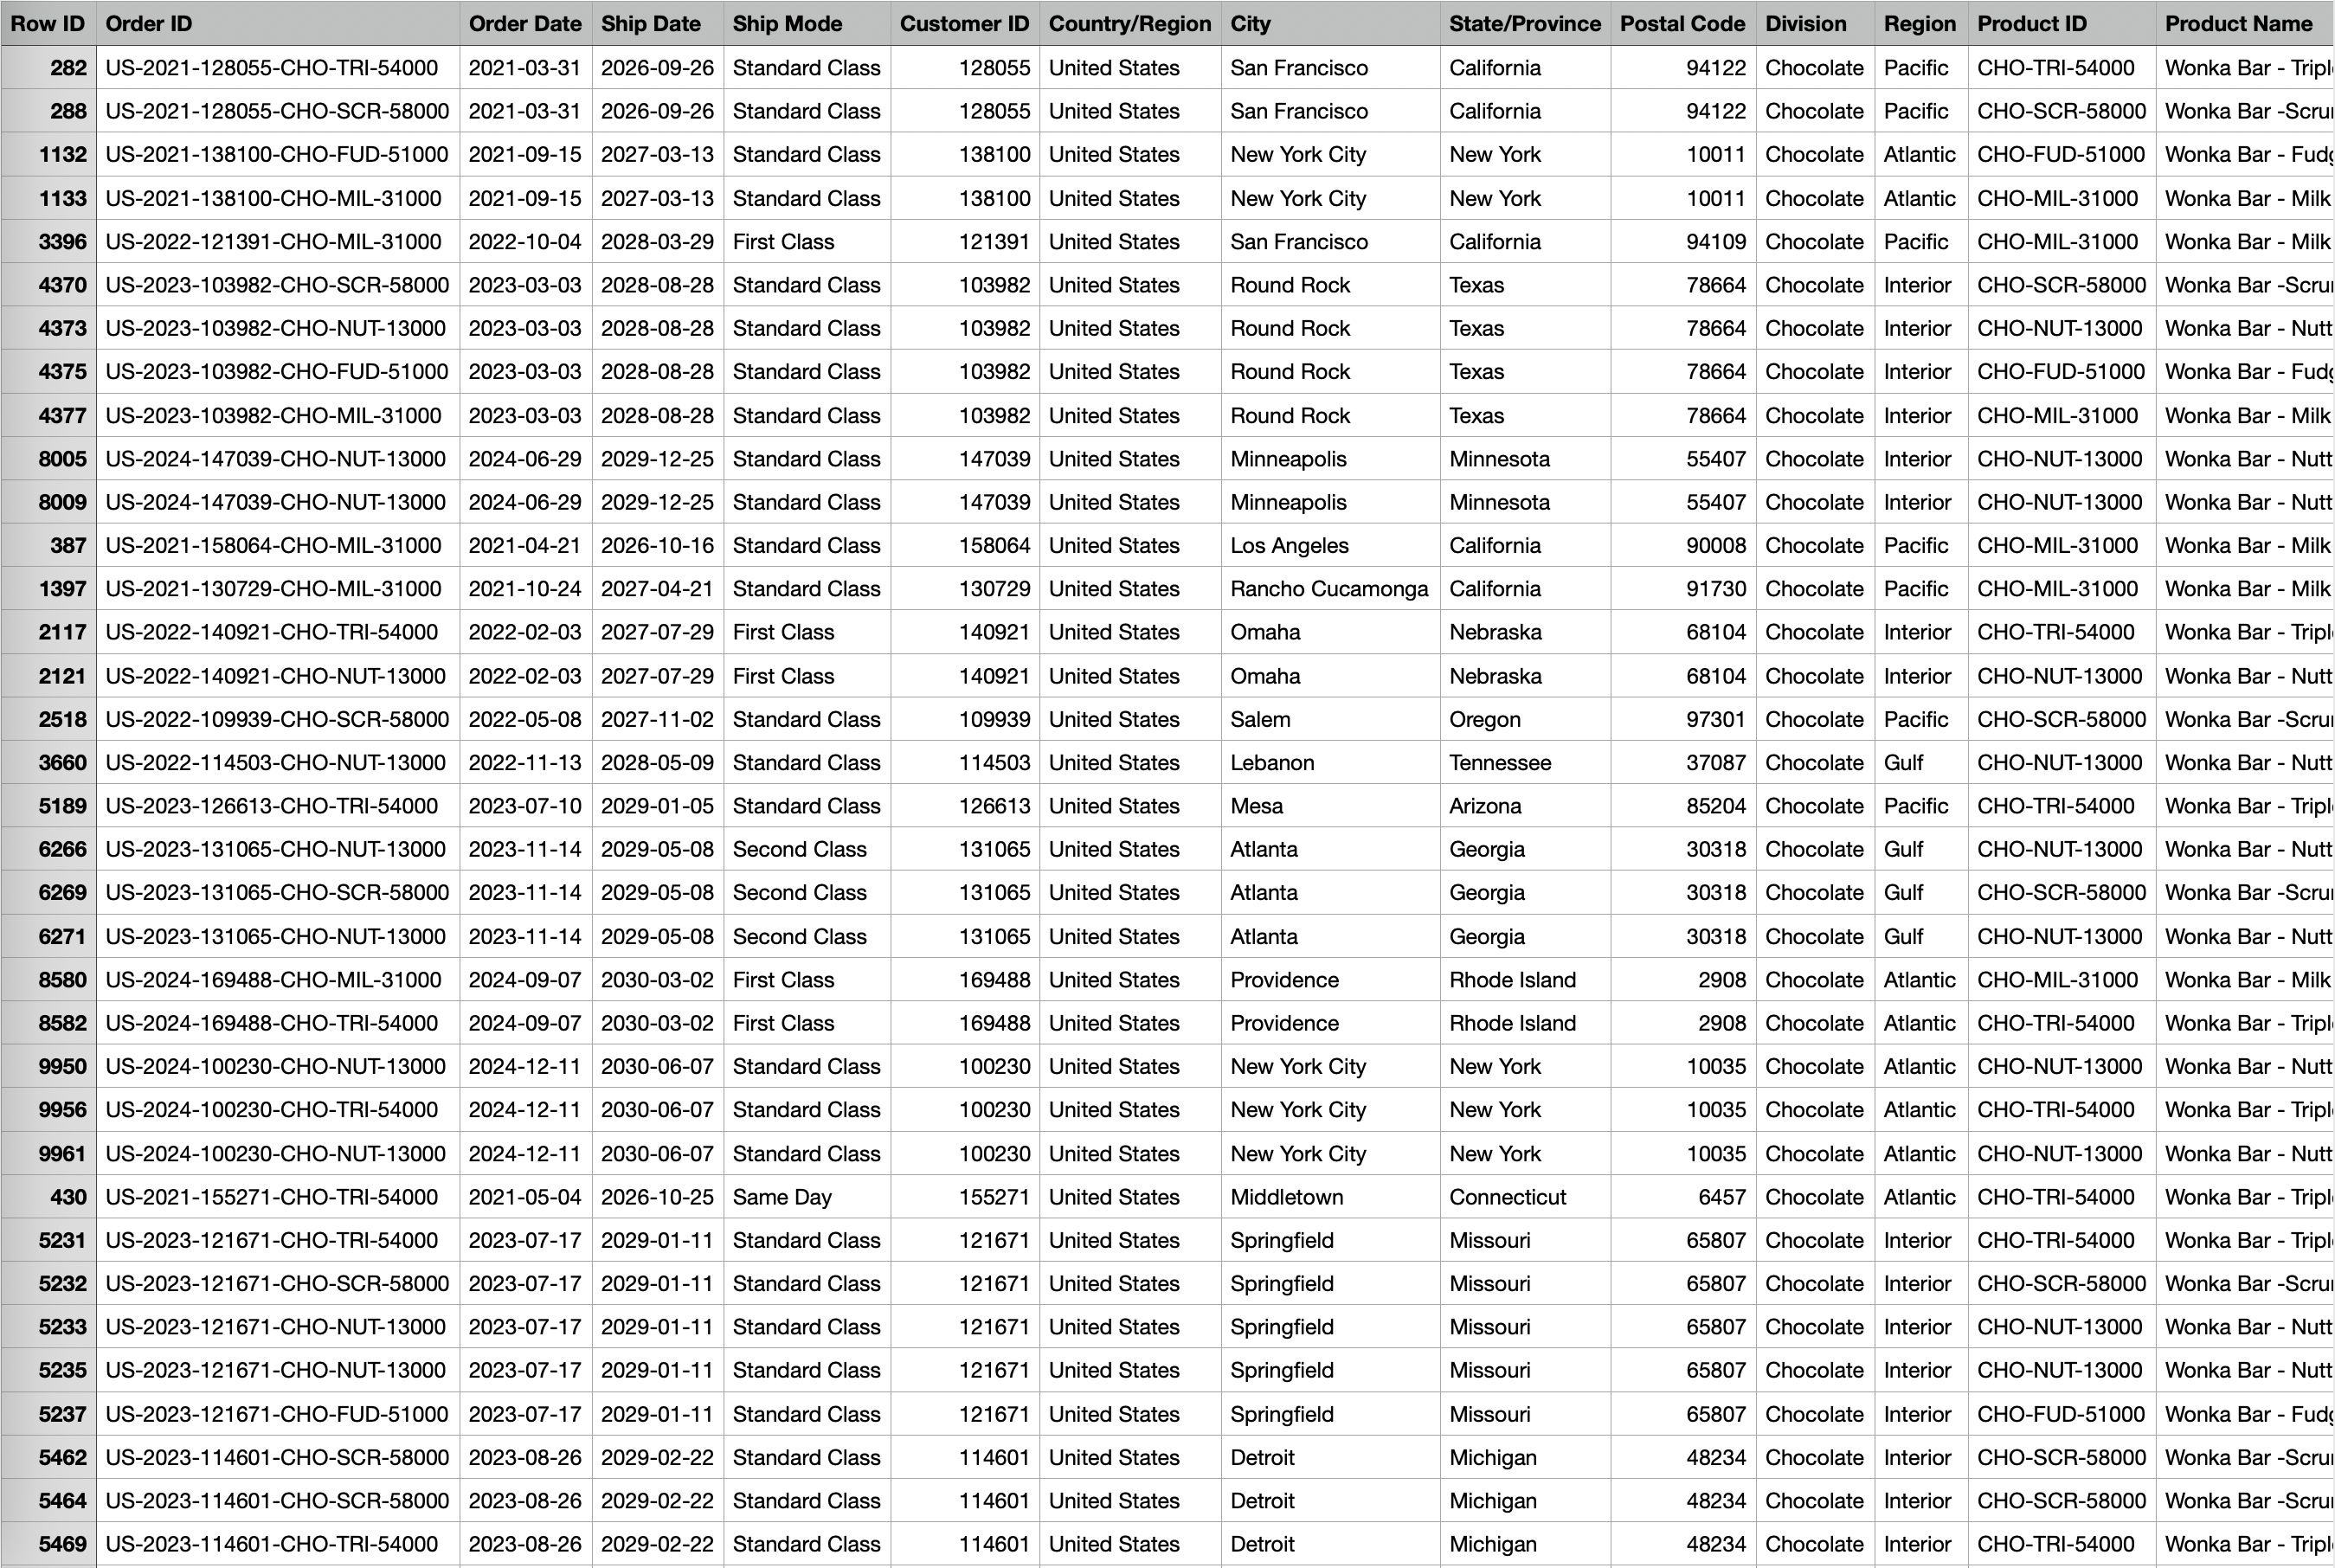 Row ID Order ID Order Date Ship Date Ship Mode Customer ID Country/Region City State/Province Postal Code Division Region Product ID Product Name
282 US-2021-128055-CHO-TRI-54000 2021-03-31 2026-09-26 Standard Class 128055 United States San Francisco California 94122 Chocolate Pacific CHO-TRI-54000 Wonka Bar -
288 US-2021-128055-CHO-SCR-58000 2021-03-31 2026-09-26 Standard Class 128055 United States San Francisco California 94122 Chocolate Pacific CHO-SCR-58000 Wonka Bar
1132 US-2021-138100-CHO-FUD-51000 2021-09-15 2027-03-13 Standard Class 138100 United States New York City New York 10011 Chocolate Atlantic CHO-FUD-51000 Wonka Bar -
1133 US-2021-138100-CHO-MIL-31000 2021-09-15 2027-03-13 Standard Class 138100 United States New York City New York 10011 Chocolate Atlantic CHO-MIL-31000 Wonka Bar - Milk
3396 US-2022-121391-CHO-MIL-31000 2022-10-04 2028-03-29 First Class 121391 United States San Francisco California 94109 Chocolate Pacific CHO-MIL-31000 Wonka Bar - Milk
4370 US-2023-103982-CHO-SCR-58000 2023-03-03 2028-08-28 Standard Class 103982 United States Round Rock Texas 78664 Chocolate Interior CHO-SCR-58000 Wonka Bar
4373 US-2023-103982-CHO-NUT-13000 2023-03-03 2028-08-28 Standard Class 103982 United States Round Rock Texas 78664 Chocolate Interior CHO-NUT-13000 Wonka Bar - Nutt
4375 US-2023-103982-CHO-FUD-51000 2023-03-03 2028-08-28 Standard Class 103982 United States Round Rock Texas 78664 Chocolate Interior CHO-FUD-51000 Wonka Bar -
4377 US-2023-103982-CHO-MIL-31000 2023-03-03 2028-08-28 Standard Class 103982 United States Round Rock Texas 78664 Chocolate Interior CHO-MIL-31000 Wonka Bar - Milk
8005 US-2024-147039-CHO-NUT-13000 2024-06-29 2029-12-25 Standard Class 147039 United States Minneapolis Minnesota 55407 Chocolate Interior CHO-NUT-13000 Wonka Bar - Nutt
8009 US-2024-147039-CHO-NUT-13000 2024-06-29 2029-12-25 Standard Class 147039 United States Minneapolis Minnesota 55407 Chocolate Interior CHO-NUT-13000 Wonka Bar - Nutt
387 US-2021-158064-CHO-MIL-31000 2021-04-21 2026-10-16 Standard Class 158064 United States Los Angeles California 90008 Chocolate Pacific CHO-MIL-31000 Wonka Bar - Milk
1397 US-2021-130729-CHO-MIL-31000 2021-10-24 2027-04-21 Standard Class 130729 United States Rancho Cucamonga California 91730 Chocolate Pacific CHO-MIL-31000 Wonka Bar - Milk
2117 US-2022-140921-CHO-TRI-54000 2022-02-03 2027-07-29 First Class 140921 United States Omaha Nebraska 68104 Chocolate Interior CHO-TRI-54000 Wonka Bar -
2121 US-2022-140921-CHO-NUT-13000 2022-02-03 2027-07-29 First Class 140921 United States Omaha Nebraska 68104 Chocolate Interior CHO-NUT-13000 Wonka Bar - Nutt
2518 US-2022-109939-CHO-SCR-58000 2022-05-08 2027-11-02 Standard Class 109939 United States Salem Oregon 97301 Chocolate Pacific CHO-SCR-58000 Wonka Bar
3660 US-2022-114503-CHO-NUT-13000 2022-11-13 2028-05-09 Standard Class 114503 United States Lebanon Tennessee 37087 Chocolate Gulf CHO-NUT-13000 Wonka Bar - Nutt
5189 US-2023-126613-CHO-TRI-54000 2023-07-10 2029-01-05 Standard Class 126613 United States Mesa Arizona 85204 Chocolate Pacific CHO-TRI-54000 Wonka Bar -
6266 US-2023-131065-CHO-NUT-13000 2023-11-14 2029-05-08 Second Class 131065 United States Atlanta Georgia 30318 Chocolate Gulf CHO-NUT-13000 Wonka Bar - Nutt
6269 US-2023-131065-CHO-SCR-58000 2023-11-14 2029-05-08 Second Class 131065 United States Atlanta Georgia 30318 Chocolate Gulf CHO-SCR-58000 Wonka Bar
6271 US-2023-131065-CHO-NUT-13000 2023-11-14 2029-05-08 Second Class 131065 United States Atlanta Georgia 30318 Chocolate Gulf CHO-NUT-13000 Wonka Bar - Nutt
8580 US-2024-169488-CHO-MIL-31000 2024-09-07 2030-03-02 First Class 169488 United States Providence Rhode Island 2908 Chocolate Atlantic CHO-MIL-31000 Wonka Bar - Milk
8582 US-2024-169488-CHO-TRI-54000 2024-09-07 2030-03-02 First Class 169488 United States Providence Rhode Island 2908 Chocolate Atlantic CHO-TRI-54000 Wonka Bar -
9950 US-2024-100230-CHO-NUT-13000 2024-12-11 2030-06-07 Standard Class 100230 United States New York City New York 10035 Chocolate Atlantic CHO-NUT-13000 Wonka Bar - Nutt
9956 US-2024-100230-CHO-TRI-54000 2024-12-11 2030-06-07 Standard Class 100230 United States New York City New York 10035 Chocolate Atlantic CHO-TRI-54000 Wonka Bar -
9961 US-2024-100230-CHO-NUT-13000 2024-12-11 2030-06-07 Standard Class 100230 United States New York City New York 10035 Chocolate Atlantic CHO-NUT-13000 Wonka Bar - Nutt
430 US-2021-155271-CHO-TRI-54000 2021-05-04 2026-10-25 Same Day 155271 United States Middletown Connecticut 6457 Chocolate Atlantic CHO-TRI-54000 Wonka Bar -
5231 US-2023-121671-CHO-TRI-54000 2023-07-17 2029-01-11 Standard Class 121671 United States Springfield Missouri 65807 Chocolate Interior CHO-TRI-54000 Wonka Bar -
5232 US-2023-121671-CHO-SCR-58000 2023-07-17 2029-01-11 Standard Class 121671 United States Springfield Missouri 65807 Chocolate Interior CHO-SCR-58000 Wonka Bar
5233 US-2023-121671-CHO-NUT-13000 2023-07-17 2029-01-11 Standard Class 121671 United States Springfield Missouri 65807 Chocolate Interior CHO-NUT-13000 Wonka Bar - Nutt
5235 US-2023-121671-CHO-NUT-13000 2023-07-17 2029-01-11 Standard Class 121671 United States Springfield Missouri 65807 Chocolate Interior CHO-NUT-13000 Wonka Bar - Nutt
5237 US-2023-121671-CHO-FUD-51000 2023-07-17 2029-01-11 Standard Class 121671 United States Springfield Missouri 65807 Chocolate Interior CHO-FUD-51000 Wonka Bar -
5462 US-2023-114601-CHO-SCR-58000 2023-08-26 2029-02-22 Standard Class 114601 United States Detroit Michigan 48234 Chocolate Interior CHO-SCR-58000 Wonka Bar
5464 US-2023-114601-CHO-SCR-58000 2023-08-26 2029-02-22 Standard Class 114601 United States Detroit Michigan 48234 Chocolate Interior CHO-SCR-58000 Wonka Bar
5469 US-2023-114601-CHO-TRI-54000 2023-08-26 2029-02-22 Standard Class 114601 United States Detroit Michigan 48234 Chocolate Interior CHO-TRI-54000 Wonka Bar -